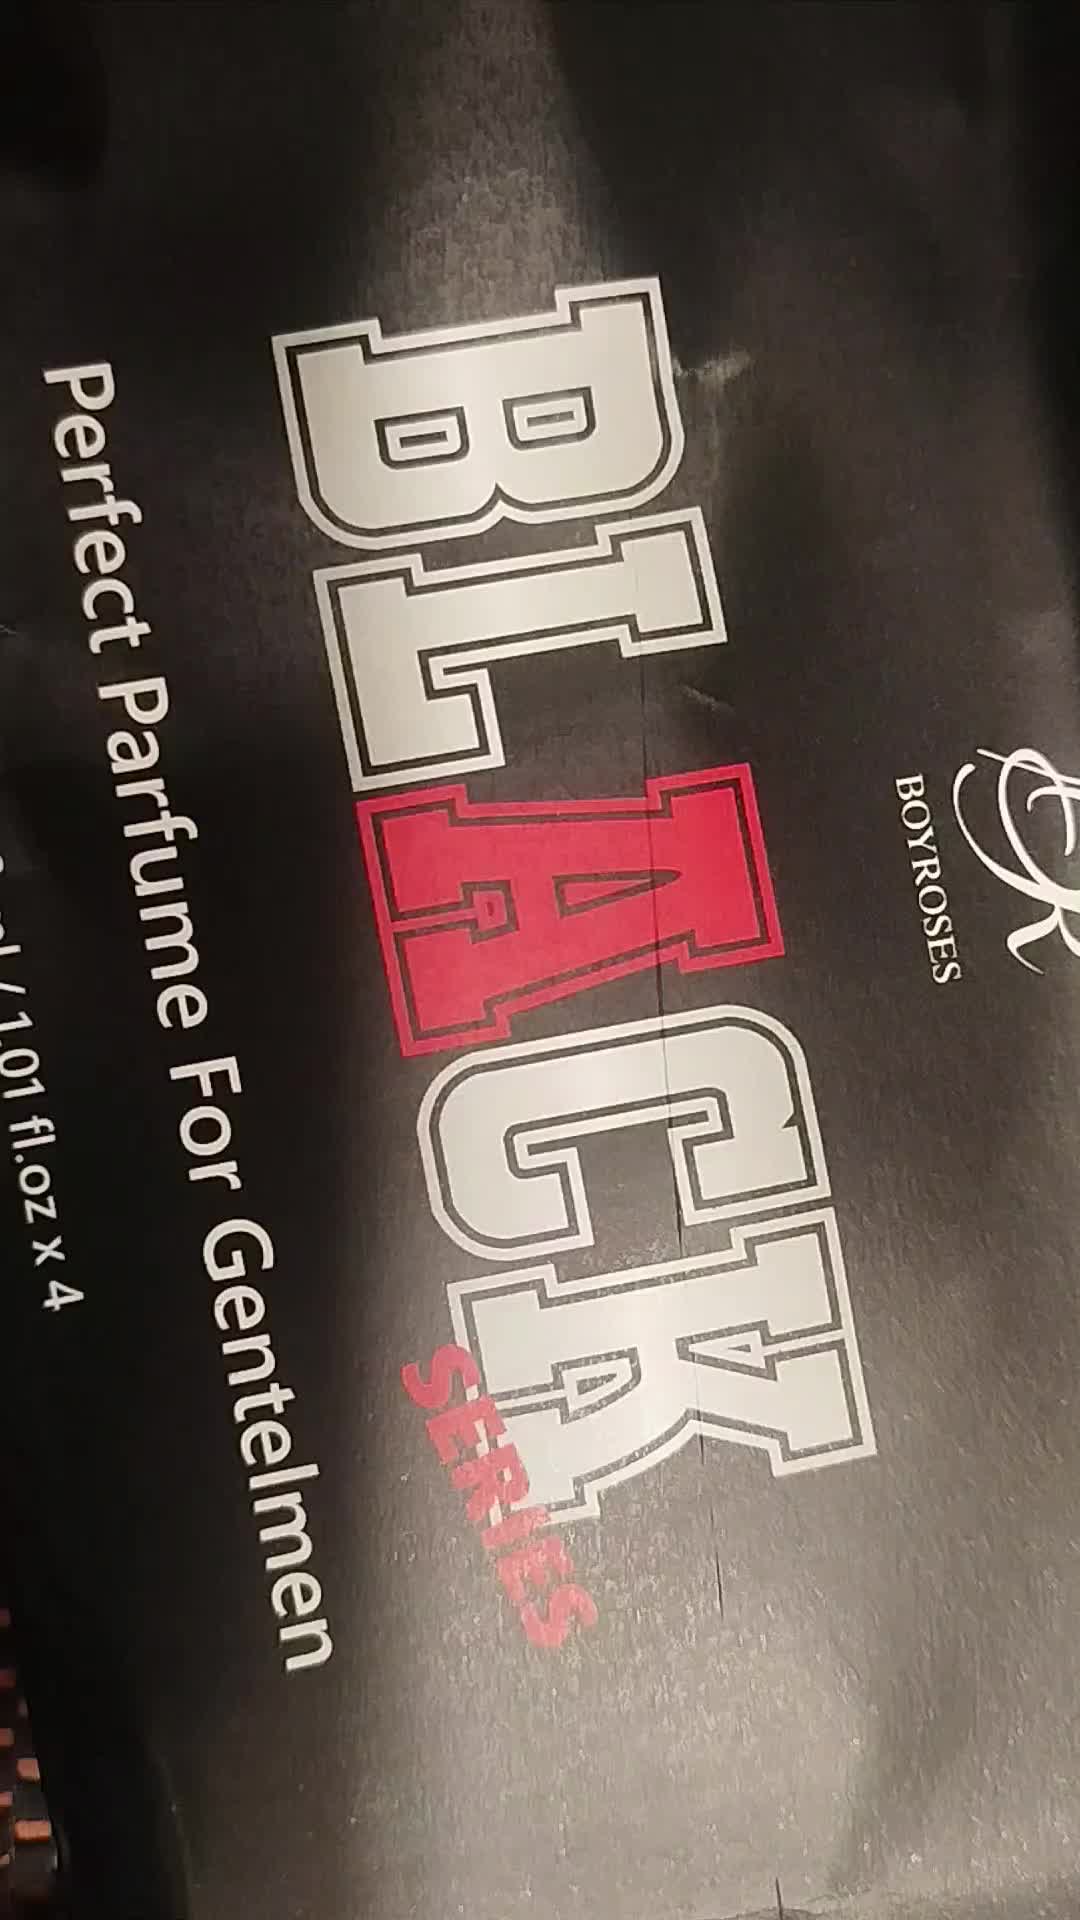 BOYROSES
BLACK
SERIES
Perfect Parfume For Gentelmen
/ 1.01 fl.oz x 4